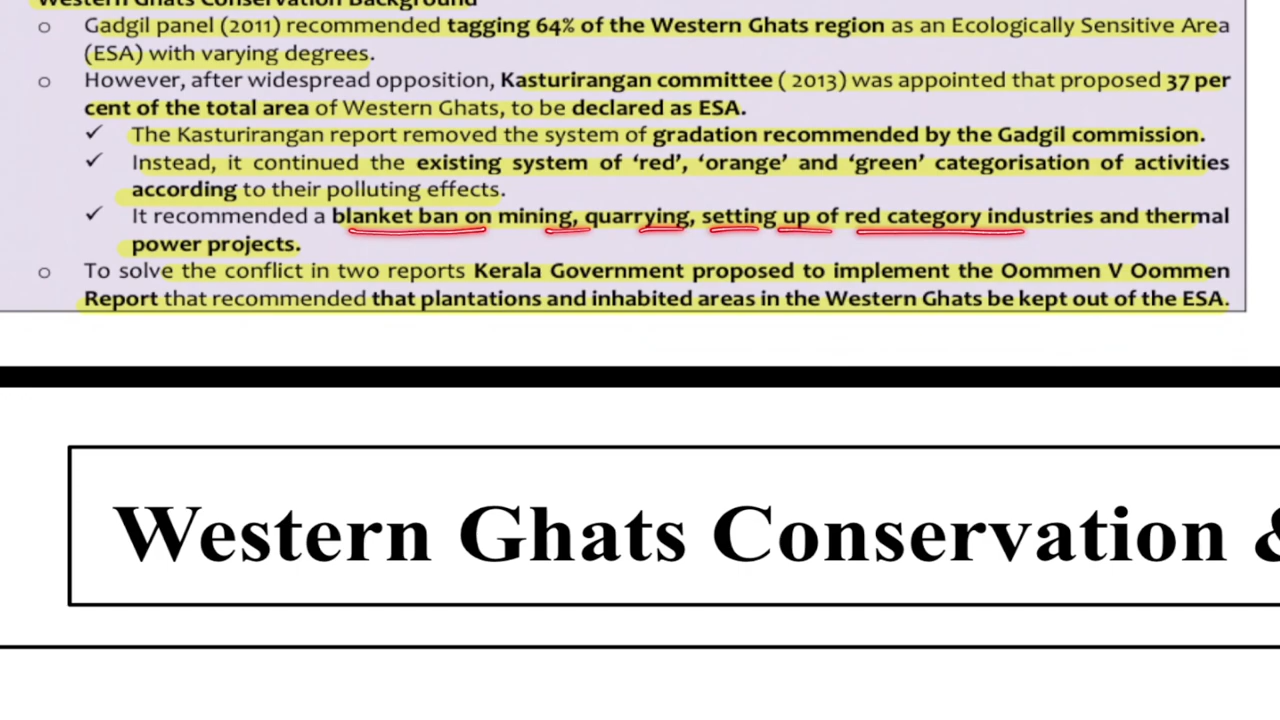 Western Ghats Conservation Background
o Gadgil panel (2011) recommended tagging 64% of the Western Ghats region as an Ecologically Sensitive Area
(ESA) with varying degrees.
o However, after widespread opposition, Kasturirangan committee ( 2013) was appointed that proposed 37 per
cent of the total area of Western Ghats, to be declared as ESA.
✓ The Kasturirangan report removed the system of gradation recommended by the Gadgil commission.
✓ Instead, it continued the existing system of ‘red’, ‘orange’ and ‘green’ categorisation of activities
according to their polluting effects.
✓ It recommended a blanket ban on mining, quarrying, setting up of red category industries and thermal
power projects.
o To solve the conflict in two reports Kerala Government proposed to implement the Oommen V Oommen
Report that recommended that plantations and inhabited areas in the Western Ghats be kept out of the ESA.
Western Ghats Conservation &